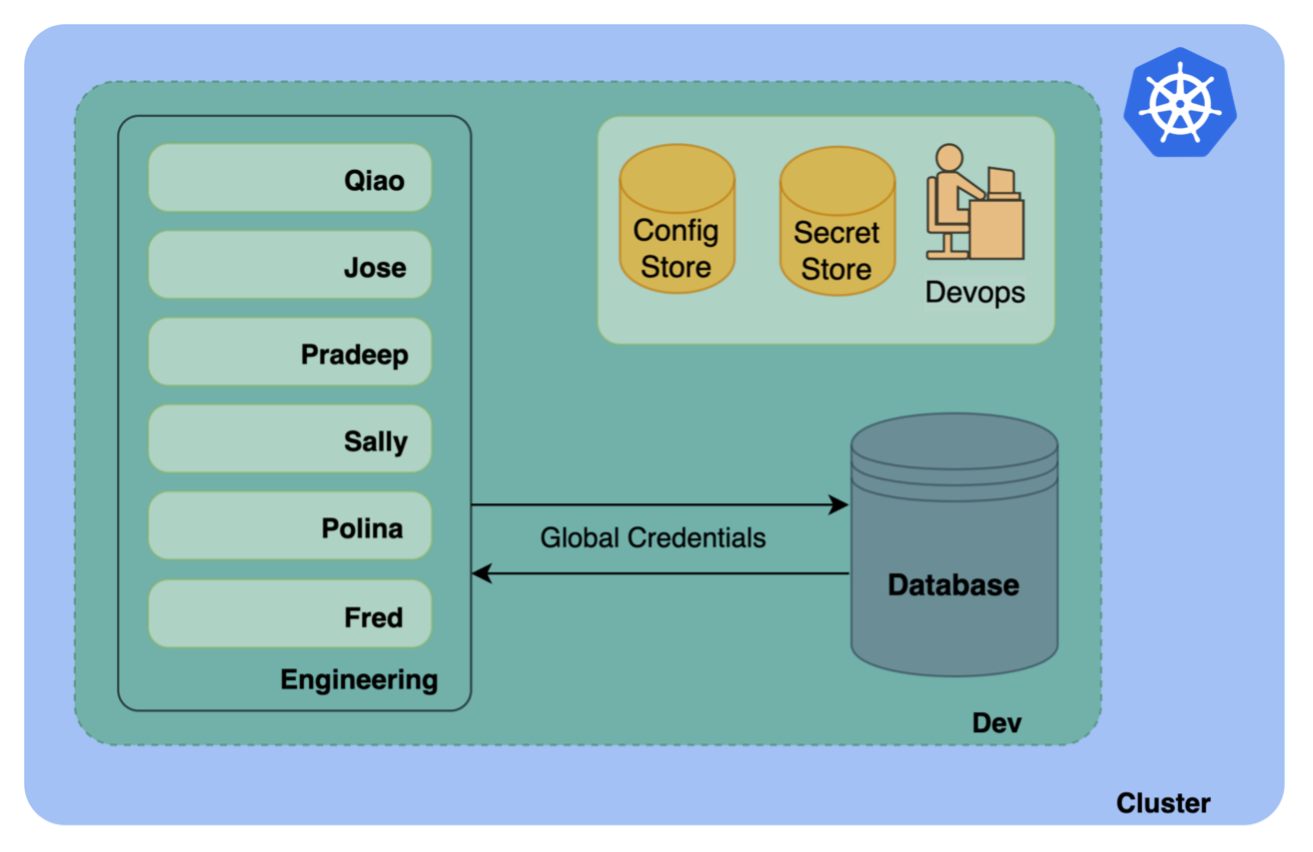 Qiao
Jose
Pradeep
Sally
Polina
Fred
Engineering
Config
Store
Secret
Store
Devops
Global Credentials
Database
Dev
Cluster